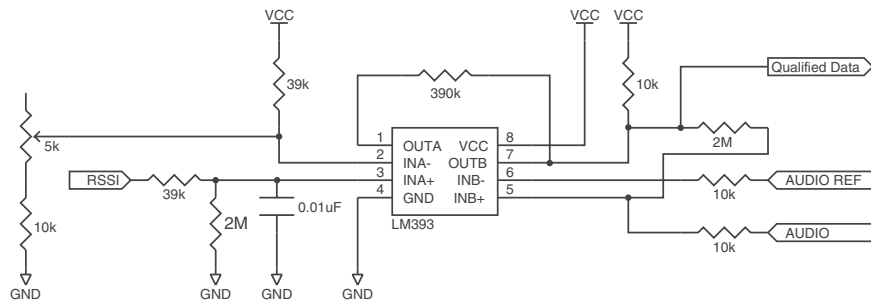 VCC
VCC
VCC
39k
390k
10k
Qualified Data
5k
1
OUTA
VCC
8
2
INA-
OUTB
7
2M
RSSI
39k
3
INA+
INB-
6
10k
AUDIO REF
4
GND
INB+
5
10k
2M
0.01uF
LM393
10k
AUDIO
GND
GND
GND
GND